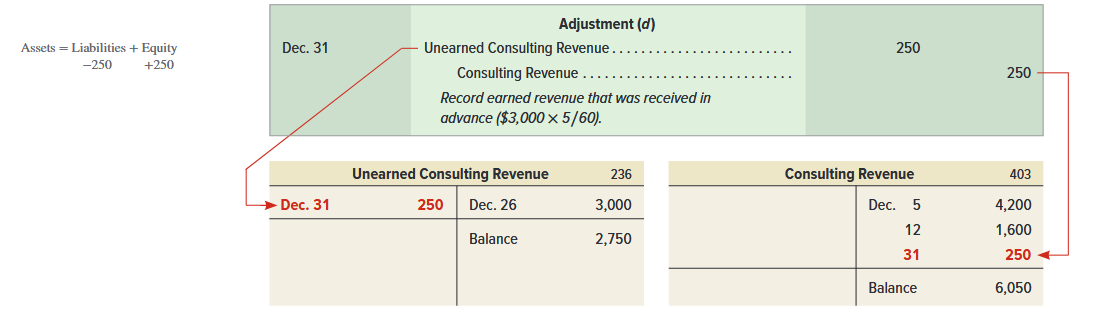 Adjustment (d)
Assets = Liabilities + Equity
−250 +250
Dec. 31 Unearned Consulting Revenue . . . . . . . . . . . . . . . . . . . . . . . . . 250
Consulting Revenue . . . . . . . . . . . . . . . . . . . . . . . . . . . . . 250
Record earned revenue that was received in
advance ($3,000 × 5/60).
Unearned Consulting Revenue 236
Dec. 31 250 Dec. 26 3,000
Balance 2,750
Consulting Revenue 403
Dec. 5 4,200
12 1,600
31 250
Balance 6,050